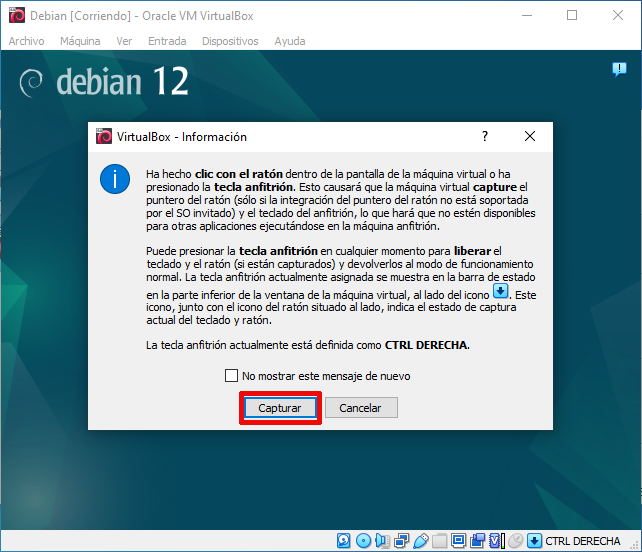 Debian [Corriendo] - Oracle VM VirtualBox
Archivo Máquina Ver Entrada Dispositivos Ayuda
debian 12
VirtualBox - Información
Ha hecho clic con el ratón dentro de la pantalla de la máquina virtual o ha
presionado la tecla anfitrión. Esto causará que la máquina virtual capture el
puntero del ratón (sólo si la integración del puntero del ratón no está soportada
por el SO invitado) y el teclado del anfitrión, lo que hará que no estén disponibles
para otras aplicaciones ejecutándose en la máquina anfitrión.
Puede presionar la tecla anfitrión en cualquier momento para liberar el
teclado y el ratón (si están capturados) y devolverlos al modo de funcionamiento
normal. La tecla anfitrión actualmente asignada se muestra en la barra de estado
en la parte inferior de la ventana de la máquina virtual, al lado del icono . Este
icono, junto con el icono del ratón situado al lado, indica el estado de captura
actual del teclado y ratón.
La tecla anfitrión actualmente está definida como CTRL DERECHA.
No mostrar este mensaje de nuevo
Capturar Cancelar
CTRL DERECHA